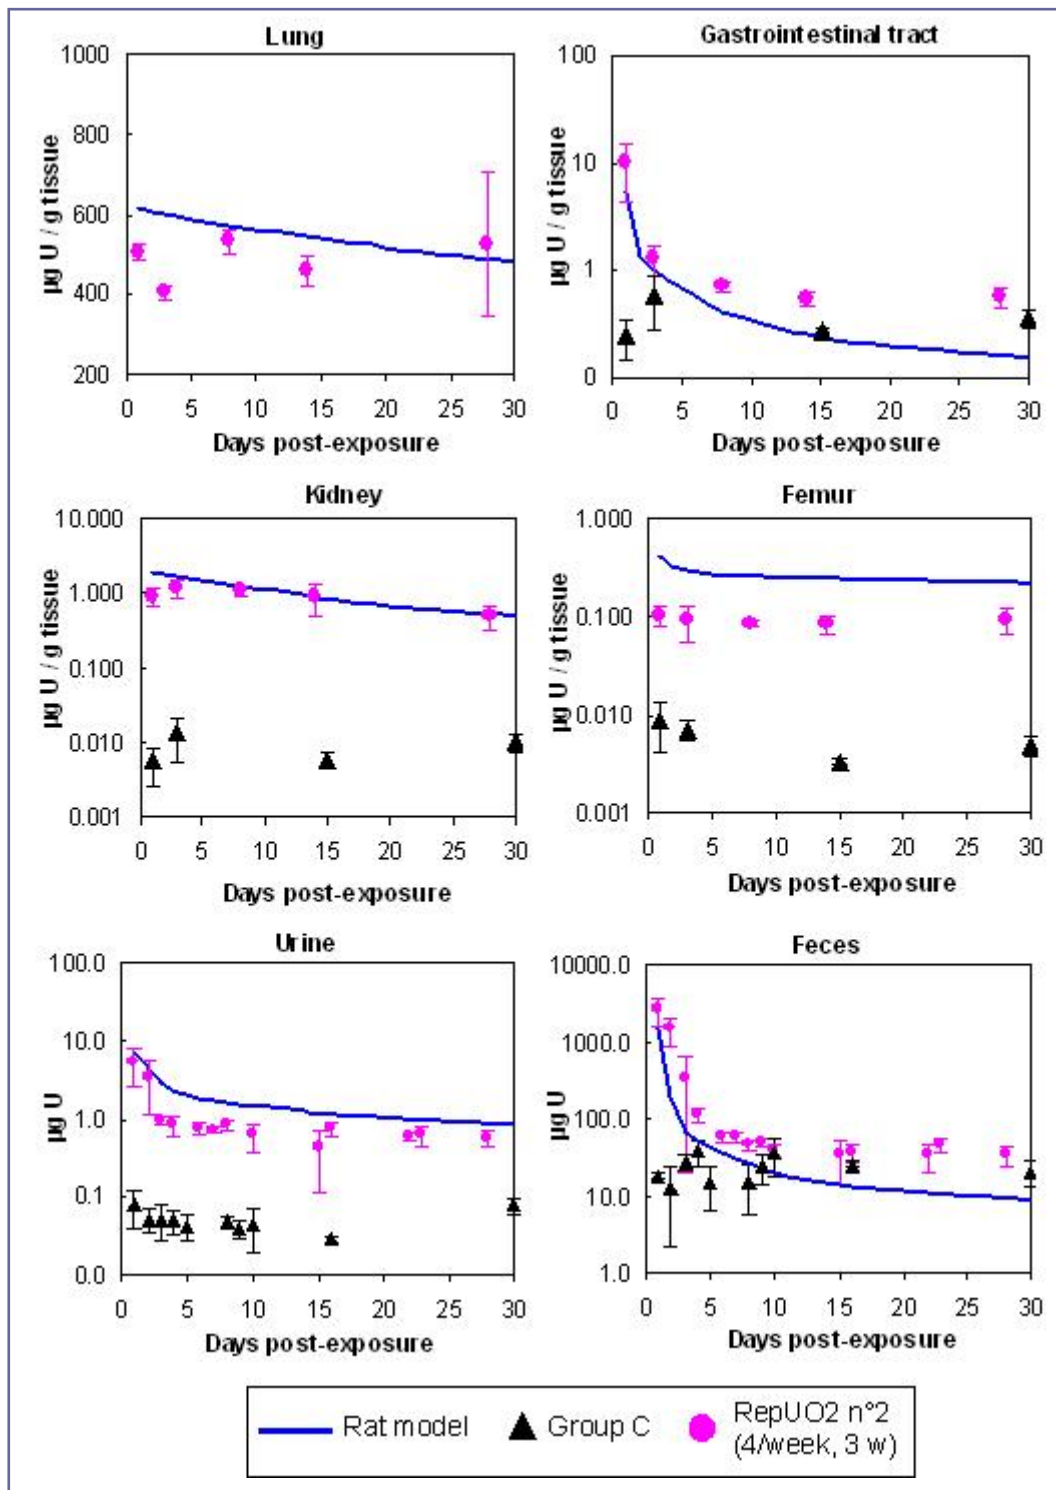 Lung
Gastrointestinal tract
1000
800
600
400
200
µg U / g tissue
0 5 10 15 20 25 30
Days post-exposure
100
10
1
0
µg U / g tissue
0 5 10 15 20 25 30
Days post-exposure
Kidney
Femur
10.000
1.000
0.100
0.010
0.001
µg U / g tissue
0 5 10 15 20 25 30
Days post-exposure
1.000
0.100
0.010
0.001
µg U / g tissue
0 5 10 15 20 25 30
Days post-exposure
Urine
Feces
100.0
10.0
1.0
0.1
0.0
µg U
0 5 10 15 20 25 30
Days post-exposure
10000.0
1000.0
100.0
10.0
1.0
µg U
0 5 10 15 20 25 30
Days post-exposure
Rat model
Group C
RepUO2 n°2
(4/week, 3 w)